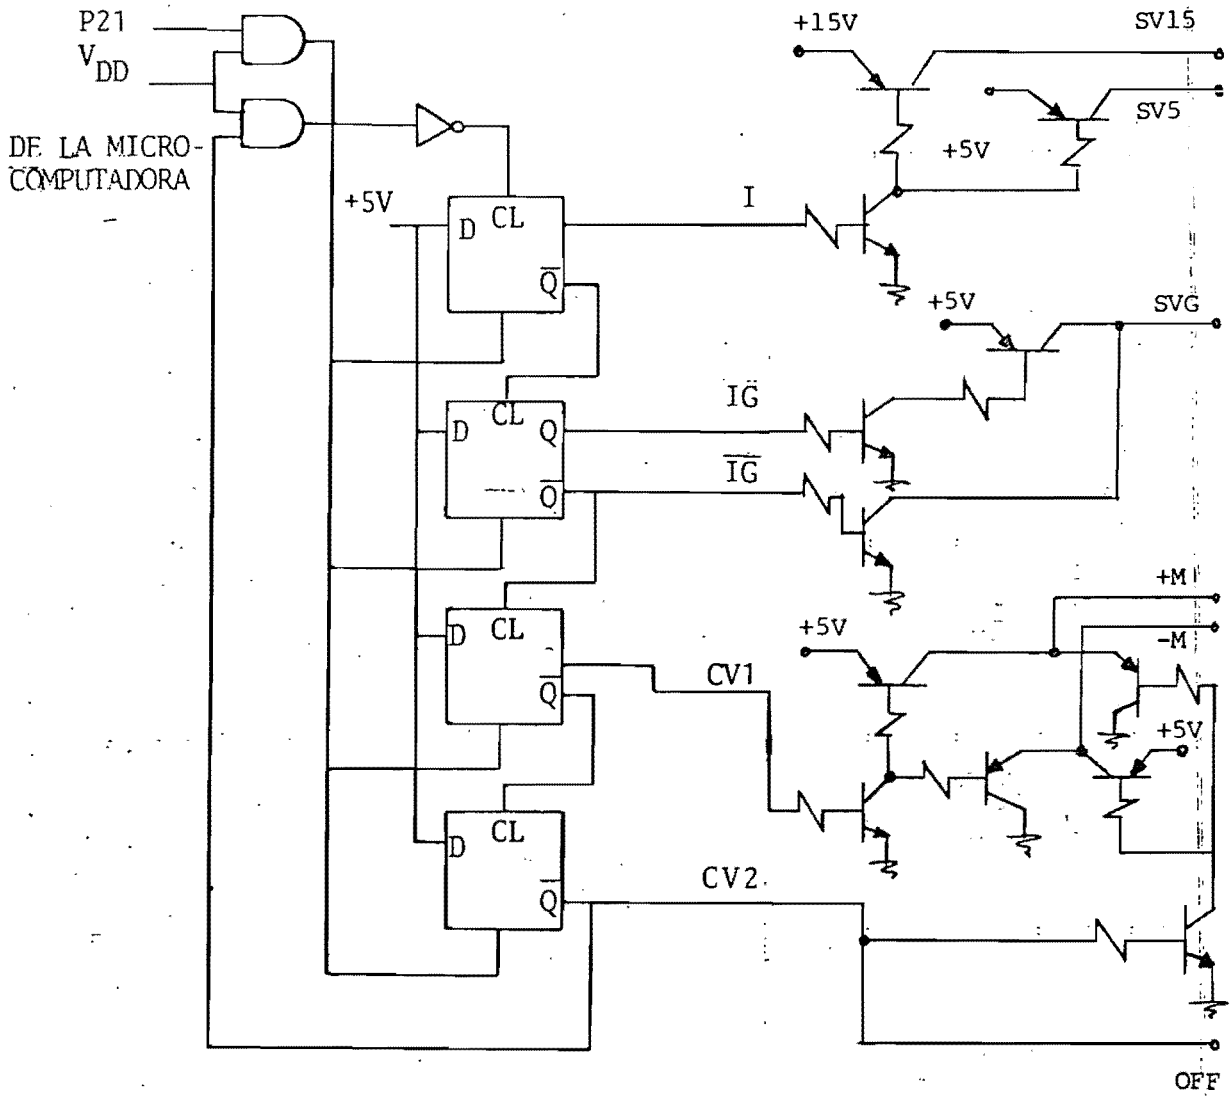 P21
V
DD
DE LA MICRO-
COMPUTADORA
+5V
D CL
Q̅
CL
D Q
Q̅
CL
D
Q̅
CL
D
Q̅
I
IG
I̅G̅
CV1
CV2
+15V
SV15
SV5
+5V
+5V
SVG
+M
-M
+5V
+5V
OFF